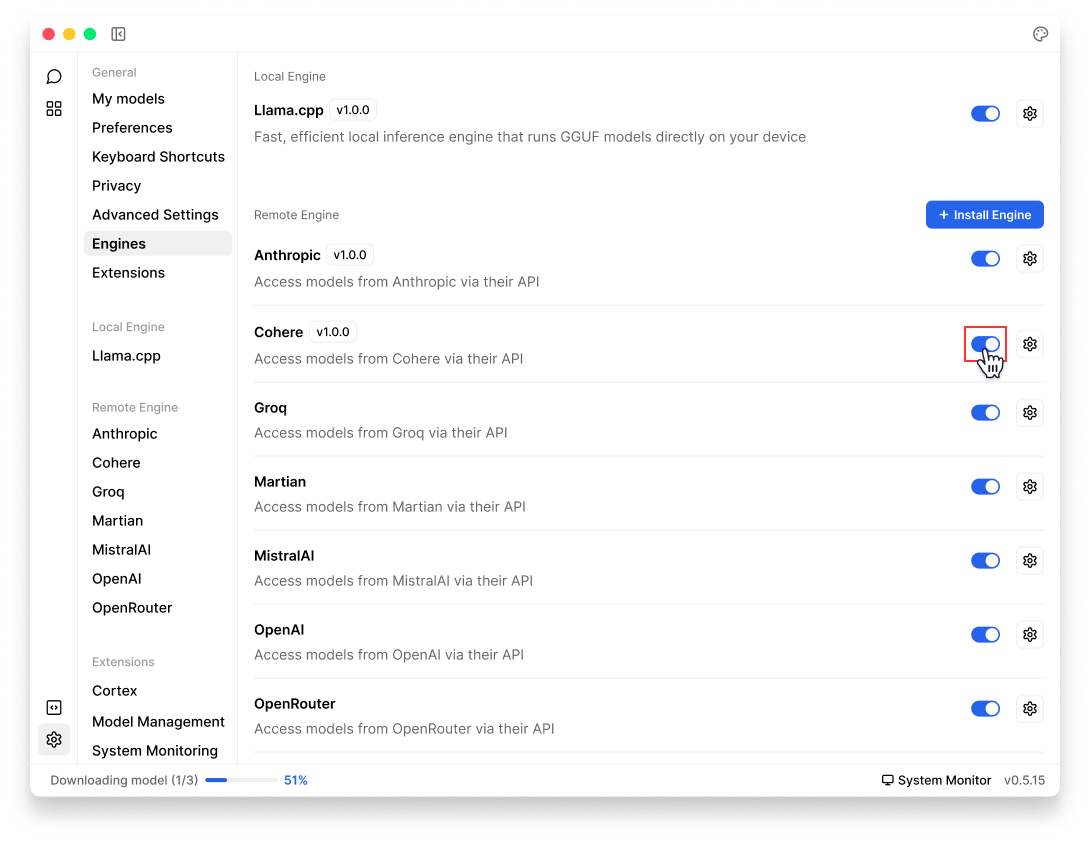 General
My models
Preferences
Keyboard Shortcuts
Privacy
Advanced Settings
Engines
Extensions
Local Engine
Llama.cpp
Remote Engine
Anthropic
Cohere
Groq
Martian
MistralAI
OpenAI
OpenRouter
Extensions
Cortex
Model Management
System Monitoring
Local Engine
Llama.cpp v1.0.0
Fast, efficient local inference engine that runs GGUF models directly on your device
Remote Engine
+ Install Engine
Anthropic v1.0.0
Access models from Anthropic via their API
Cohere v1.0.0
Access models from Cohere via their API
Groq
Access models from Groq via their API
Martian
Access models from Martian via their API
MistralAI
Access models from MistralAI via their API
OpenAI
Access models from OpenAI via their API
OpenRouter
Access models from OpenRouter via their API
Downloading model (1/3) 51%
System Monitor v0.5.15